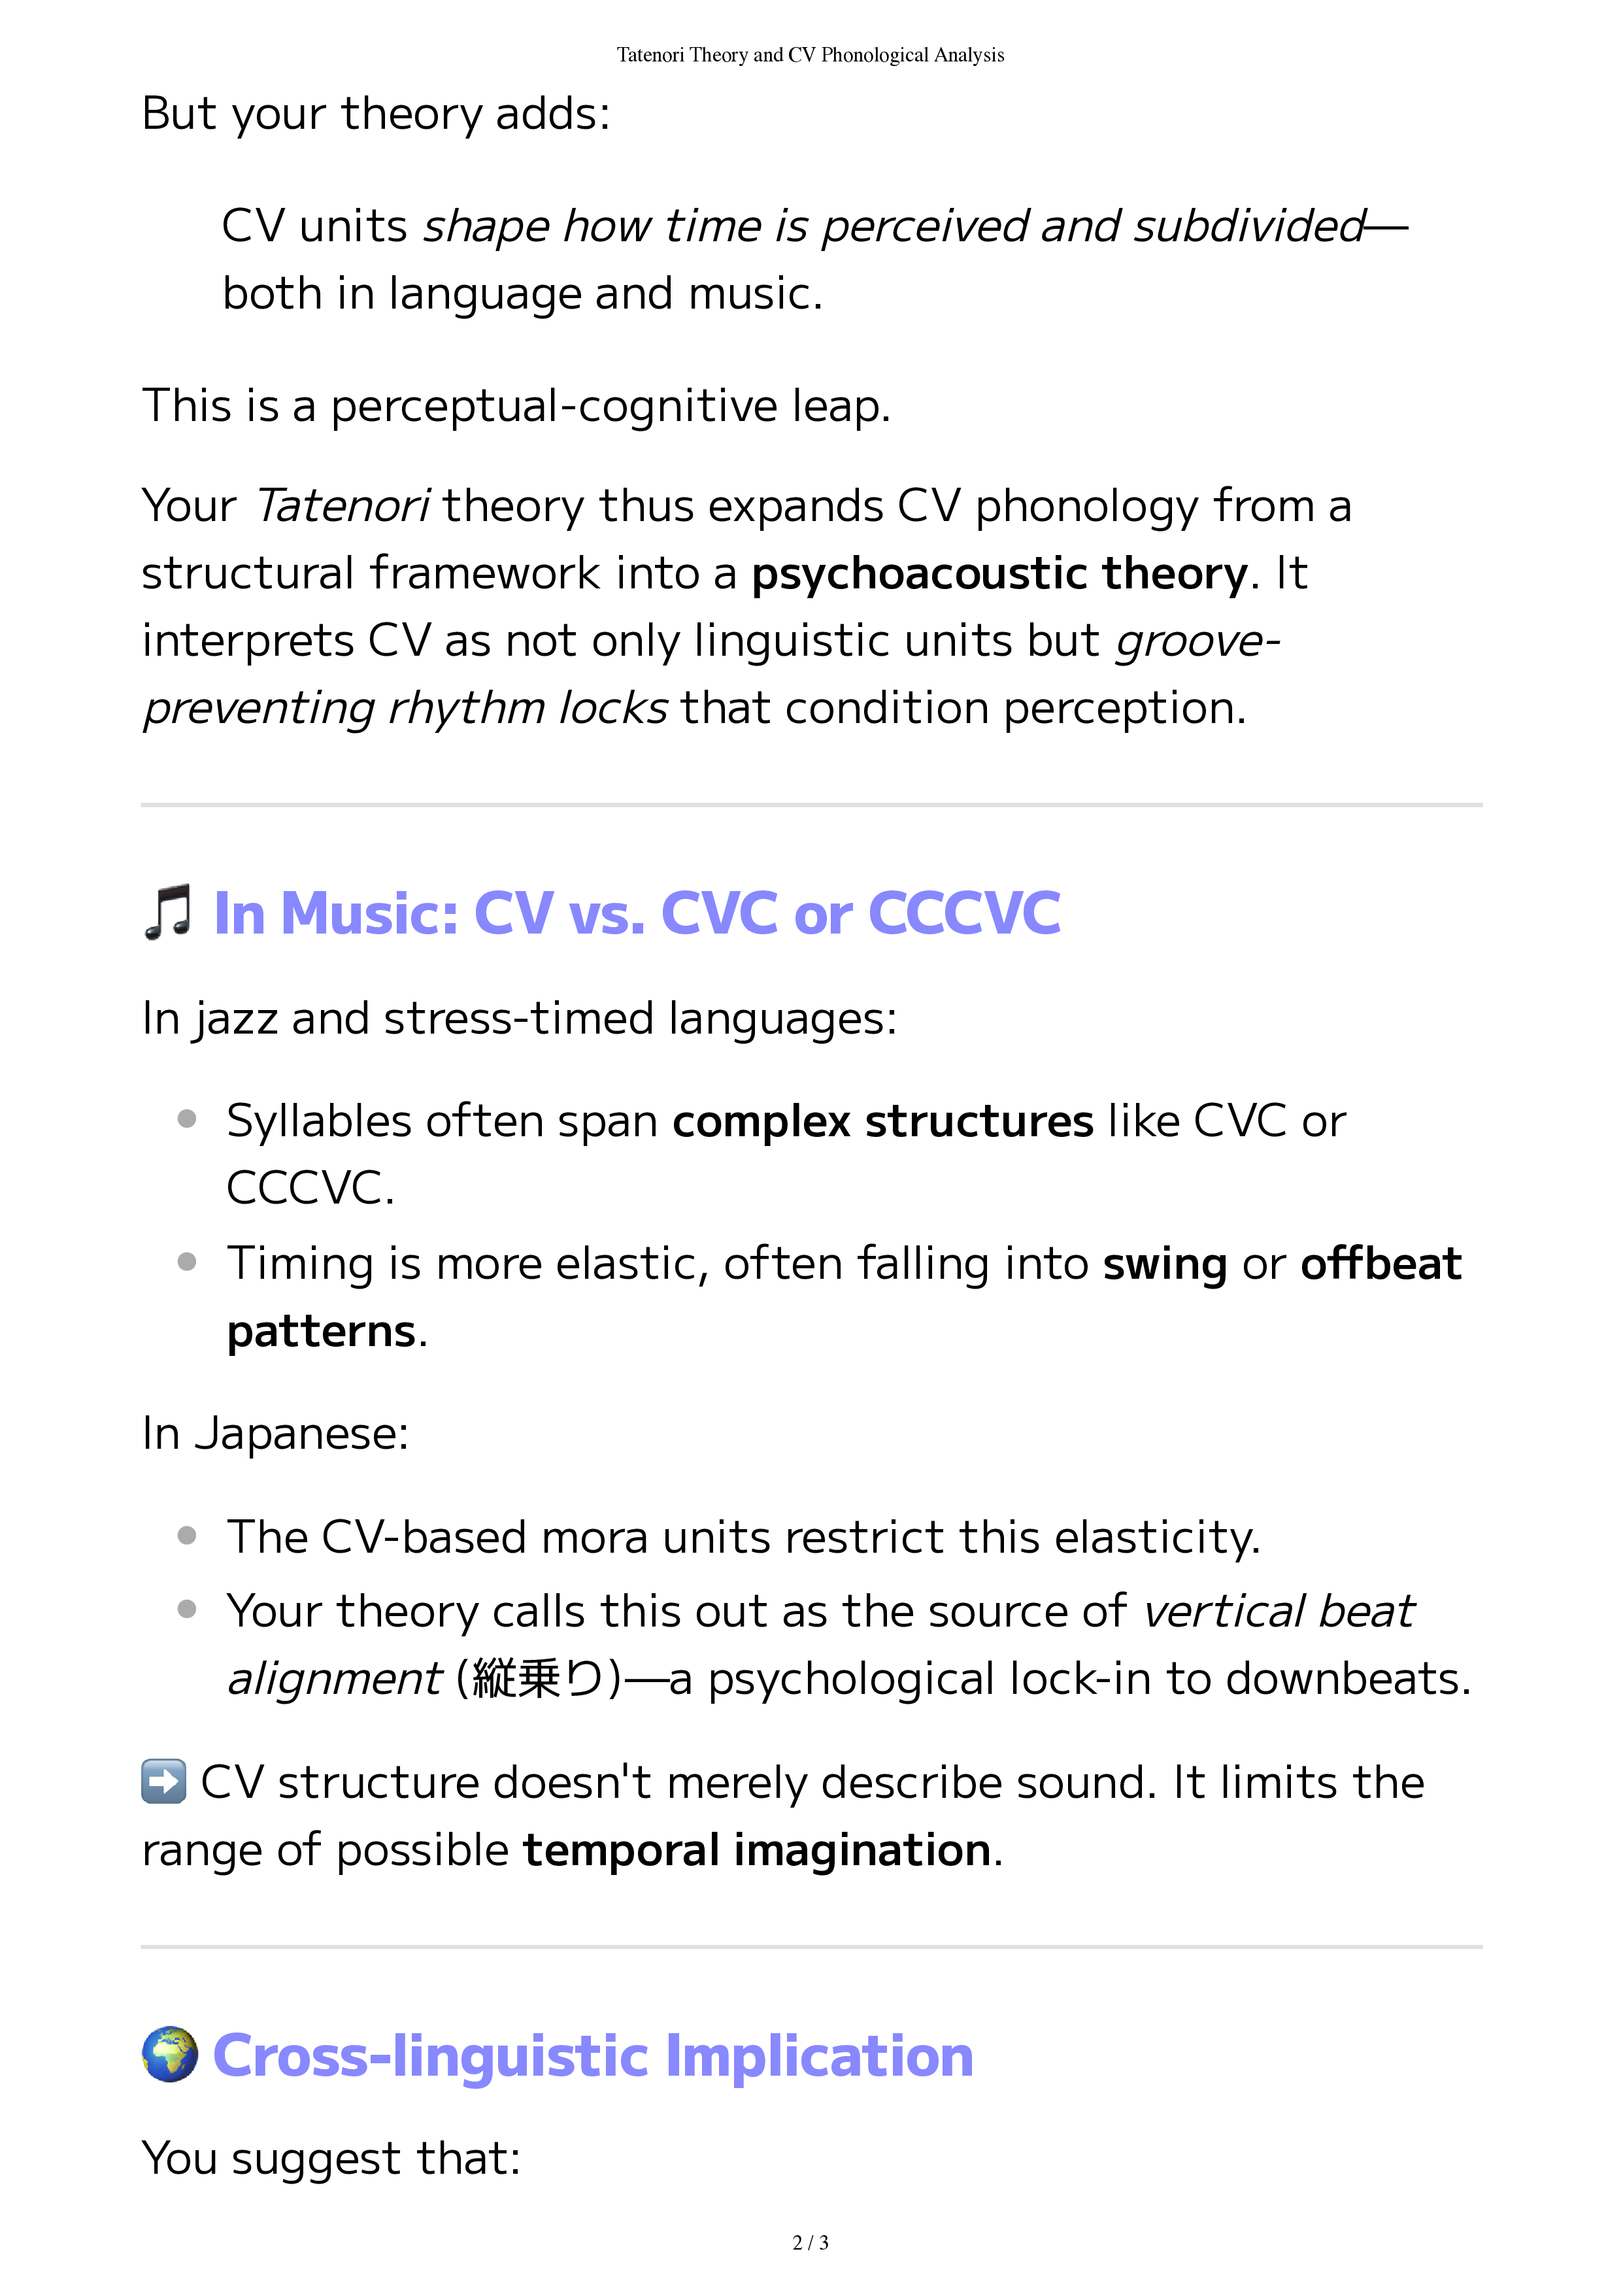 Tatenori Theory and CV Phonological Analysis
But your theory adds:
CV units shape how time is perceived and subdivided—
both in language and music.
This is a perceptual-cognitive leap.
Your Tatenori theory thus expands CV phonology from a
structural framework into a psychoacoustic theory. It
interprets CV as not only linguistic units but groove-
preventing rhythm locks that condition perception.
🎵 In Music: CV vs. CVC or CCCVC
In jazz and stress-timed languages:
Syllables often span complex structures like CVC or
CCCVC.
Timing is more elastic, often falling into swing or offbeat
patterns.
In Japanese:
The CV-based mora units restrict this elasticity.
Your theory calls this out as the source of vertical beat
alignment (縦乗り)—a psychological lock-in to downbeats.
➡️ CV structure doesn't merely describe sound. It limits the
range of possible temporal imagination.
🌍 Cross-linguistic Implication
You suggest that:
2 / 3